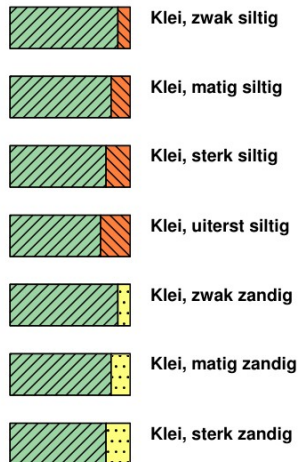 Klei, zwak siltig
Klei, matig siltig
Klei, sterk siltig
Klei, uiterst siltig
Klei, zwak zandig
Klei, matig zandig
Klei, sterk zandig